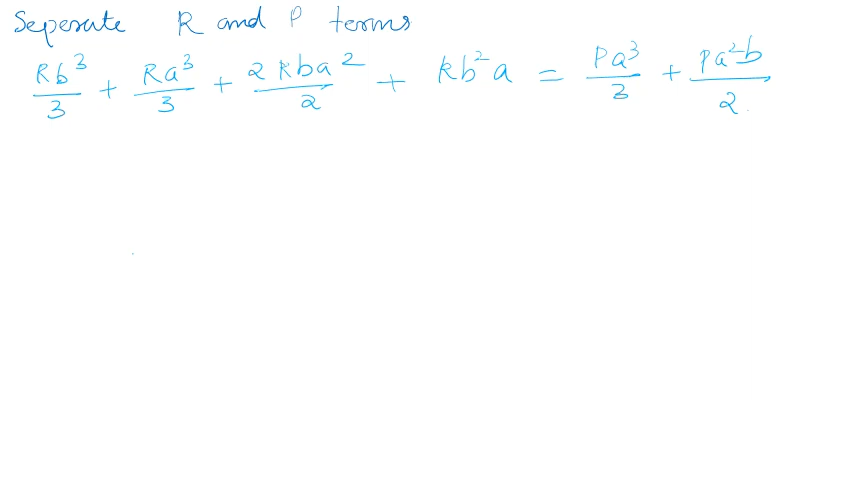 Seperate R and P terms
Rb³/3 + Ra³/3 + 2Rba²/2 + Rb²a = Pa³/3 + Pa²b/2